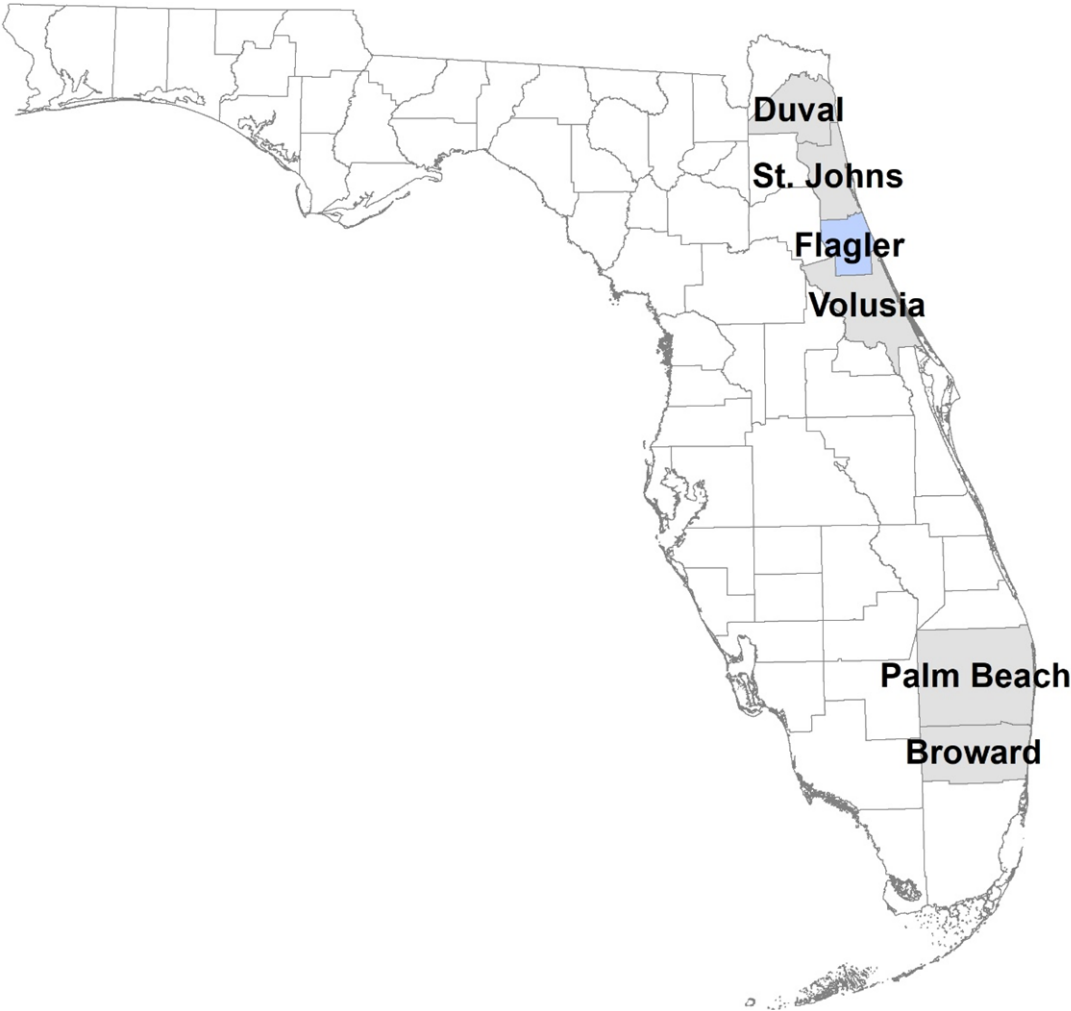 Duval
St. Johns
Flagler
Volusia
Palm Beach
Broward